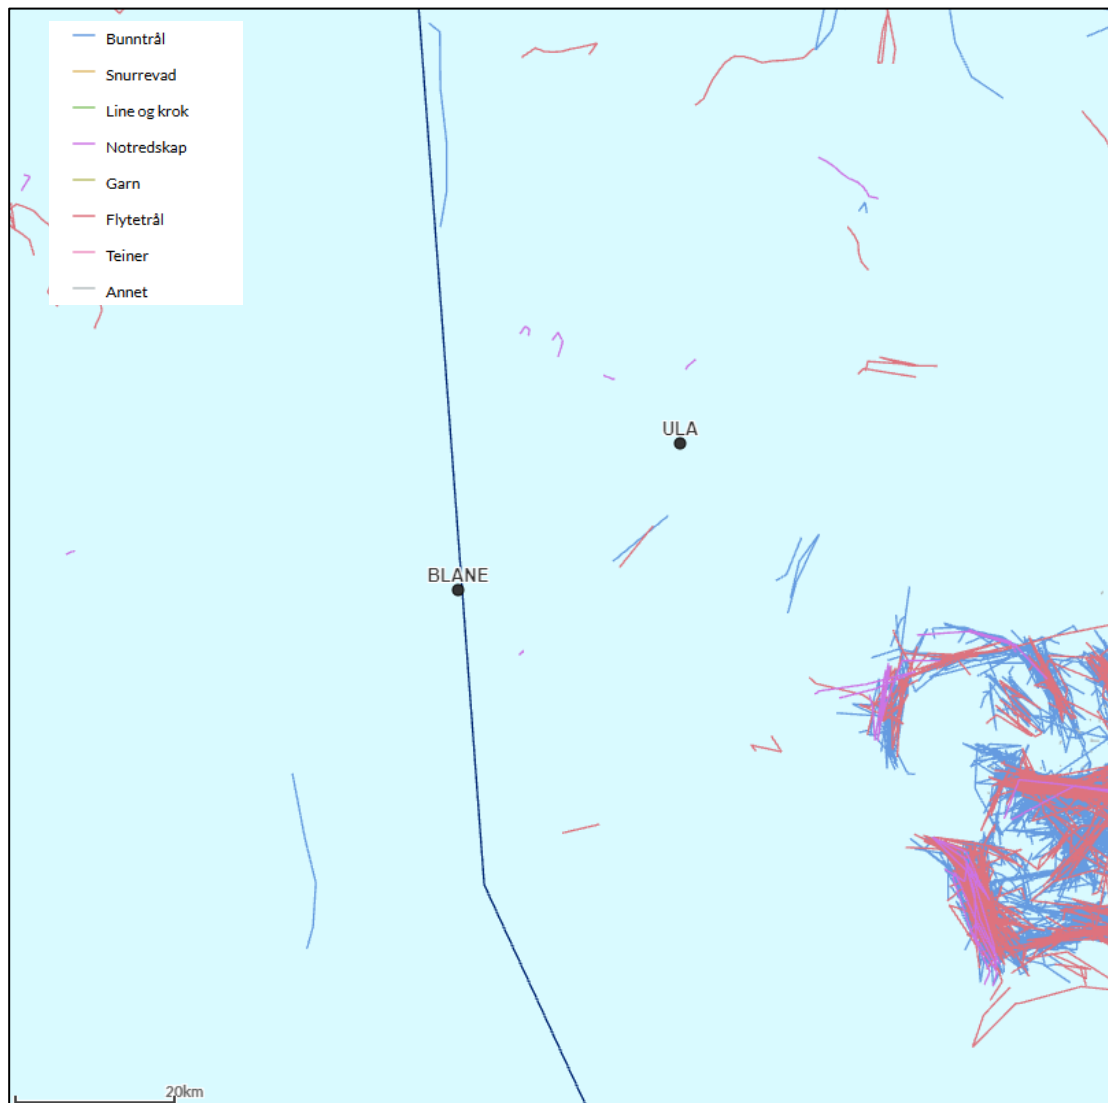 Bunntrål
Snurrevad
Line og krok
Notredskap
Garn
Flytetrål
Teiner
Annet
ULA
BLANE
20km